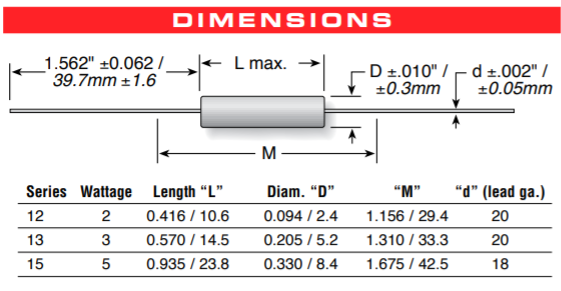 DIMENSIONS
1.562" ±0.062 /
39.7mm ±1.6
L max.
D ±.010" /
±0.3mm
d ±.002" /
±0.05mm
M
Series Wattage Length “L” Diam. “D” “M” “d” (lead ga.)
12 2 0.416 / 10.6 0.094 / 2.4 1.156 / 29.4 20
13 3 0.570 / 14.5 0.205 / 5.2 1.310 / 33.3 20
15 5 0.935 / 23.8 0.330 / 8.4 1.675 / 42.5 18